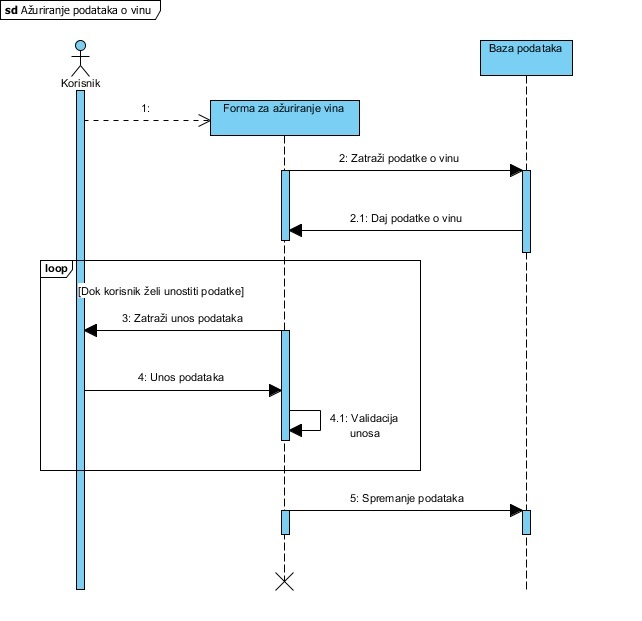 sd Ažuriranje podataka o vinu
Baza podataka
Korisnik
1:
Forma za ažuriranje vina
2: Zatraži podatke o vinu
2.1: Daj podatke o vinu
loop
[Dok korisnik želi unostiti podatke]
3: Zatraži unos podataka
4: Unos podataka
4.1: Validacija
unosa
5: Spremanje podataka